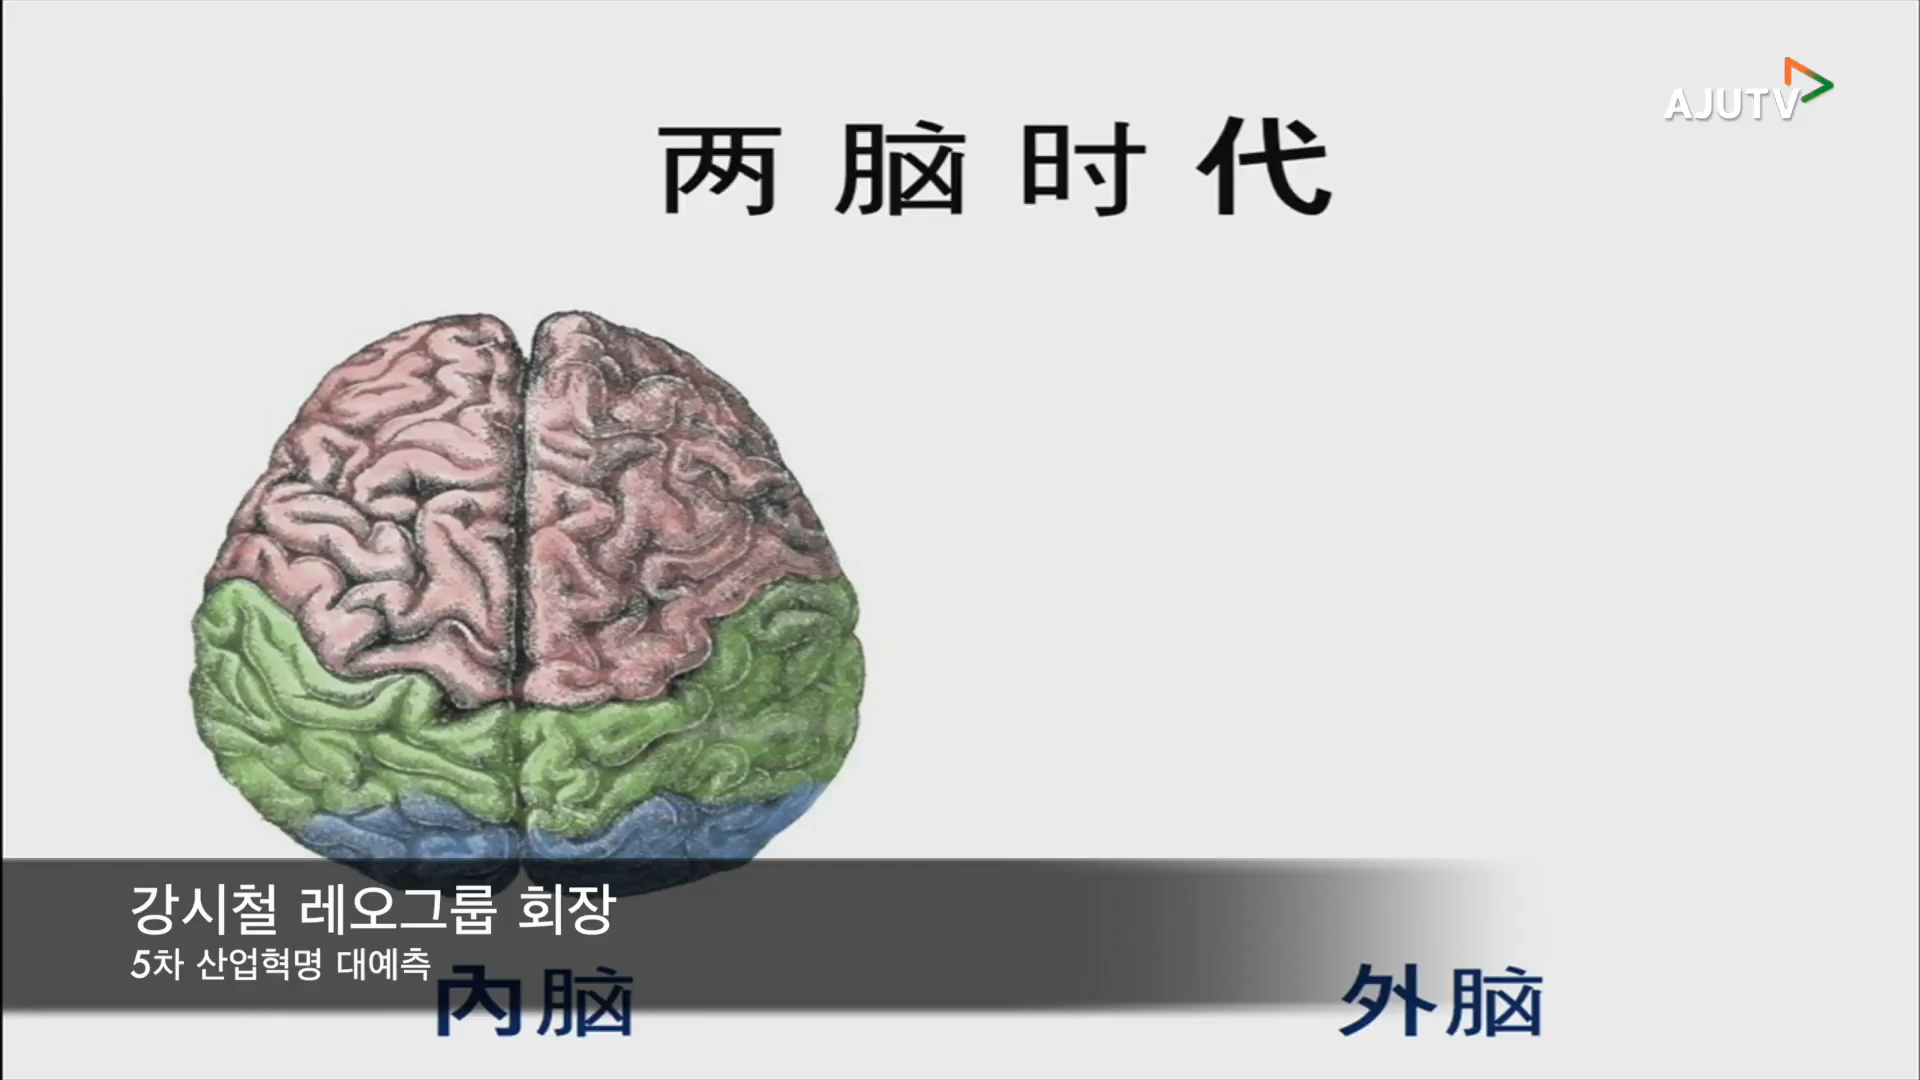 AJUTV
两脑时代
강시철 레오그룹 회장
5차 산업혁명 대예측
內脑
外脑